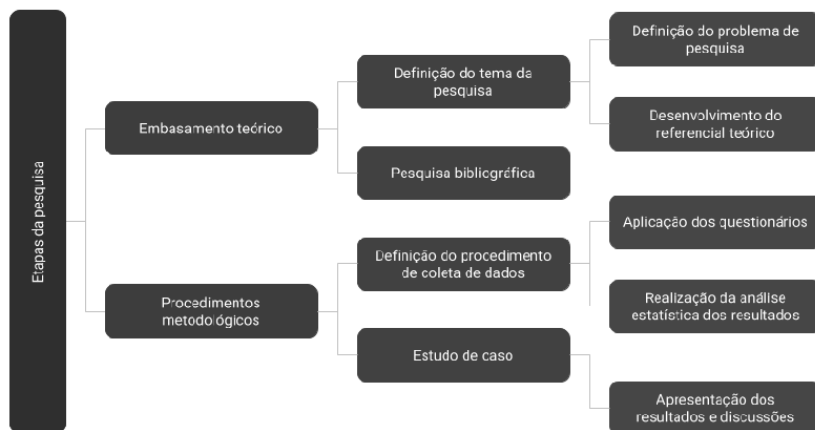 Etapas da pesquisa
Embasamento teórico
Definição do tema da
pesquisa
Definição do problema de
pesquisa
Desenvolvimento do
referencial teórico
Pesquisa bibliográfica
Procedimentos
metodológicos
Definição do procedimento
de coleta de dados
Aplicação dos questionários
Realização da análise
estatística dos resultados
Estudo de caso
Apresentação dos
resultados e discussões